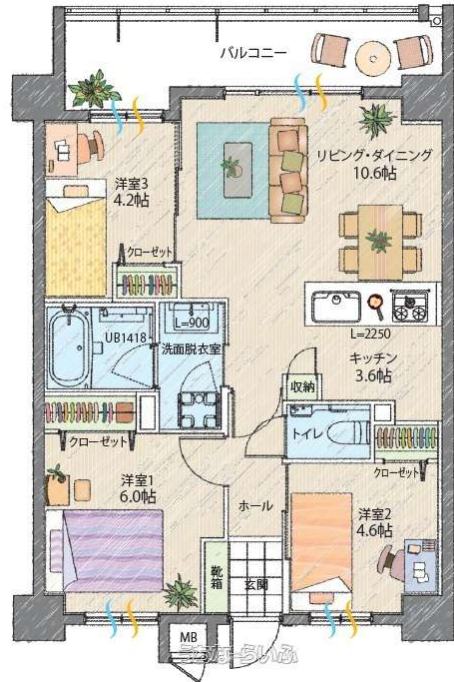 バルコニー
リビング・ダイニング
10.6帖
洋室3
4.2帖
クローゼット
L=900
UB1418
洗面脱衣室
L=2250
キッチン
3.6帖
収納
トイレ
クローゼット
クローゼット
洋室1
6.0帖
ホール
洋室2
4.6帖
靴箱
玄関
MB